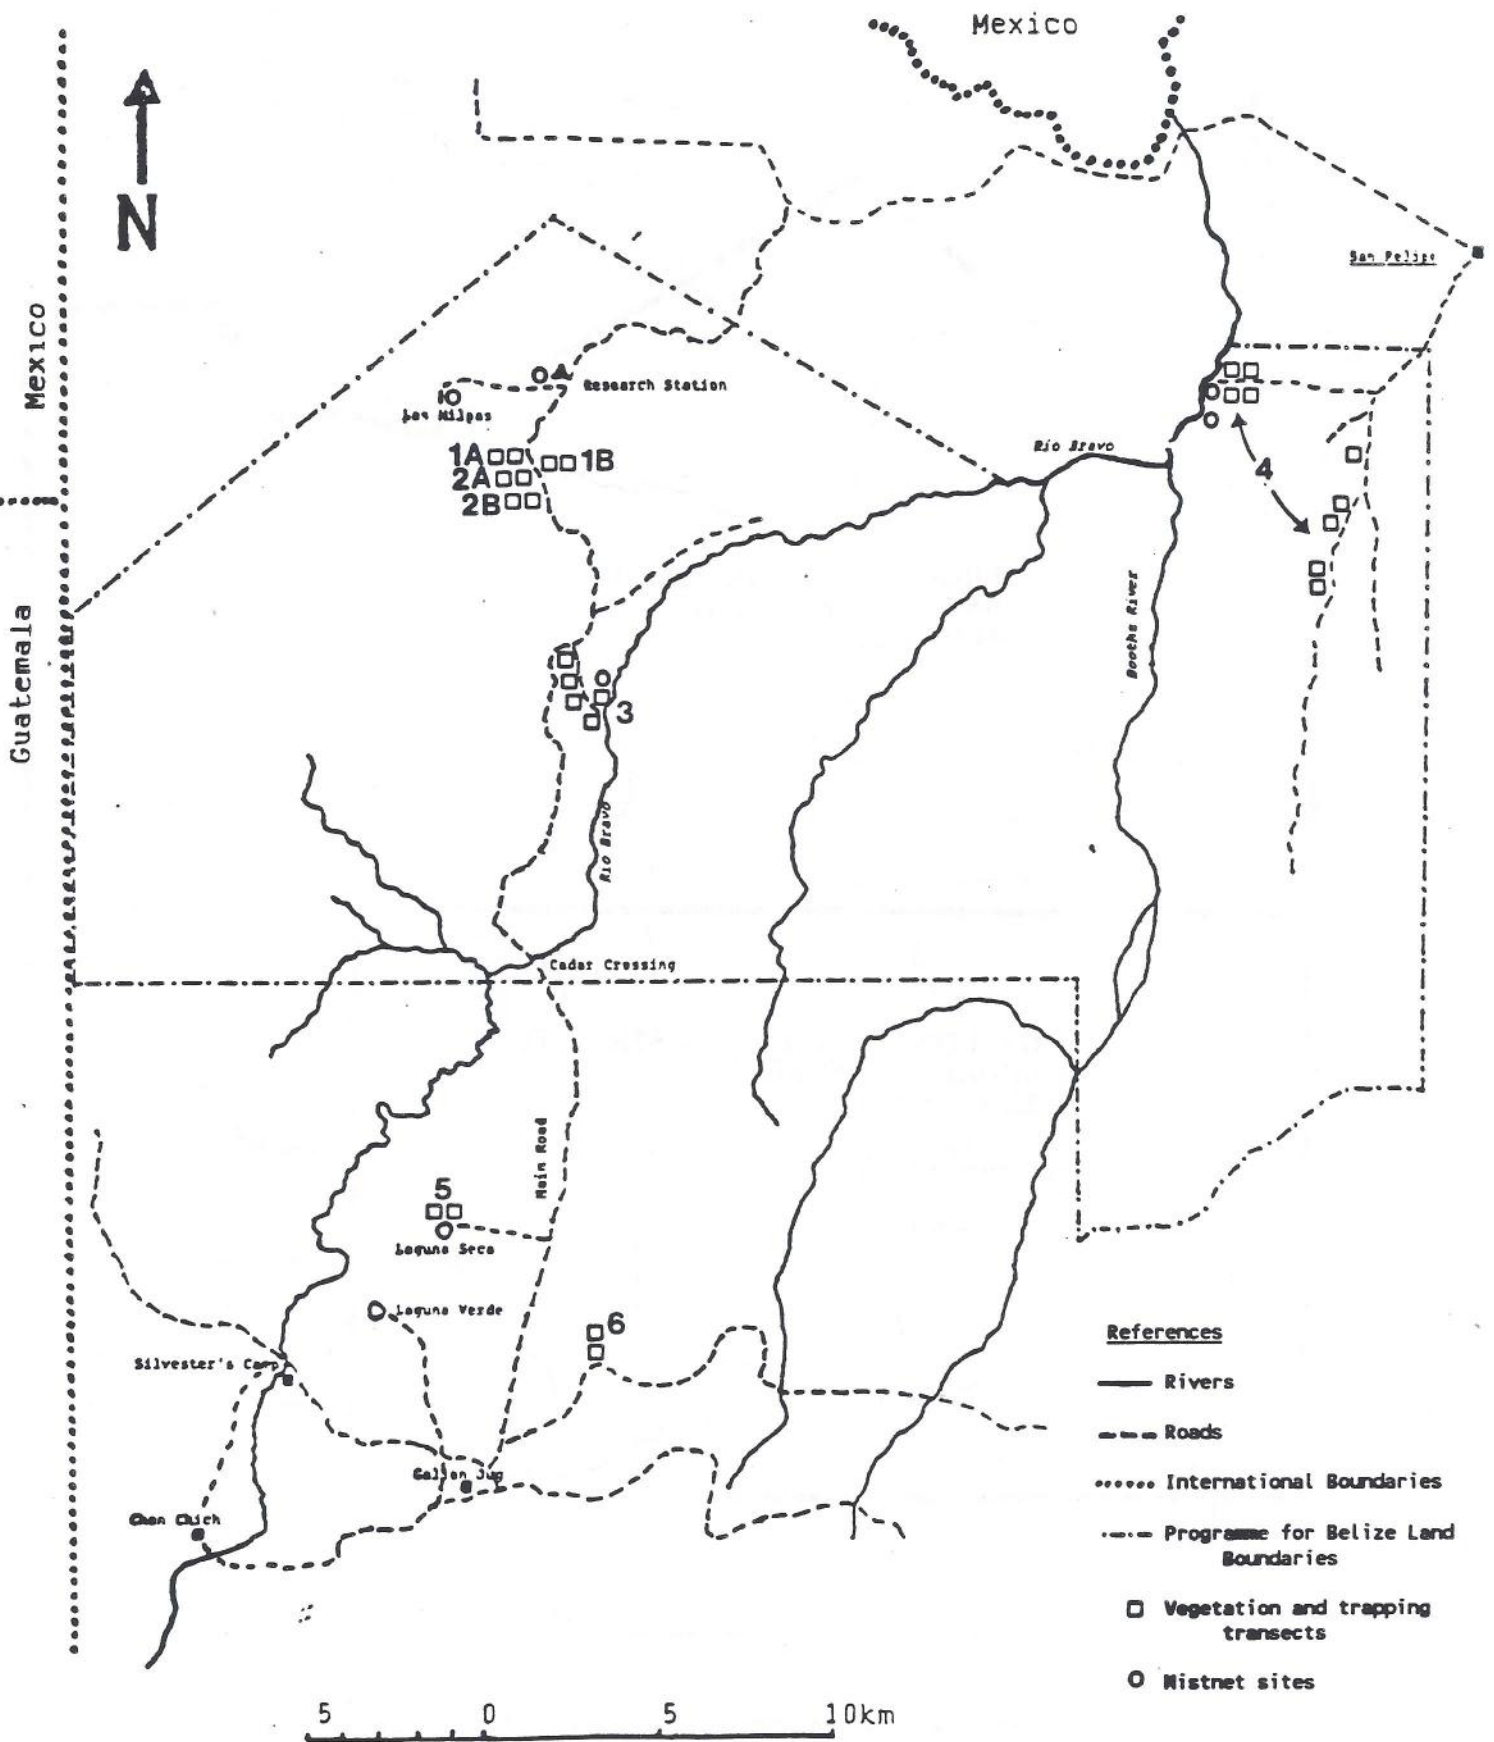 Mexico
N
San Felipe
Mexico
Research Station
Las Milpas
1A
1B
2A
2B
Rio Bravo
4
Guatemala
Booths River
3
Rio Bravo
Cedar Crossing
Main Road
5
Laguna Seca
Laguna Verde
6
Silvester's Camp
Gallon Jug
Chan Chich
References
Rivers
Roads
International Boundaries
Programme for Belize Land
Boundaries
Vegetation and trapping
transects
Mistnet sites
5 0 5 10km